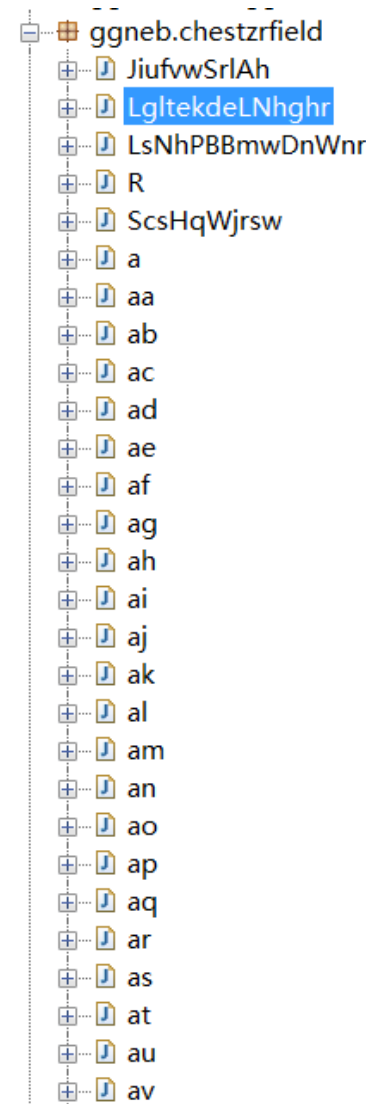 ggneb.chestzrfield
JiufvwSrlAh
LgltekdeLNhghr
LsNhPBBmwDnWnr
R
ScsHqWjrsw
a
aa
ab
ac
ad
ae
af
ag
ah
ai
aj
ak
al
am
an
ao
ap
aq
ar
as
at
au
av